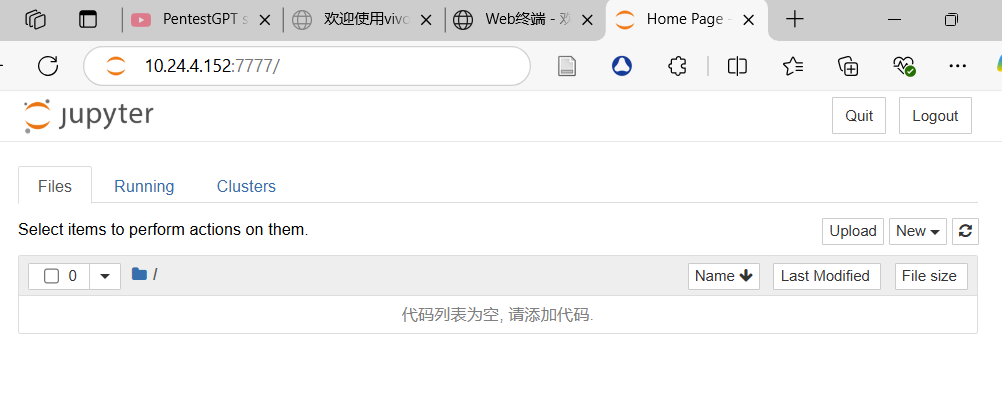 PentestGPT s
欢迎使用vivo
Web终端 - 欢
Home Page -
10.24.4.152:7777/
jupyter
Quit
Logout
Files
Running
Clusters
Select items to perform actions on them.
Upload
New
0
/
Name
Last Modified
File size
代码列表为空, 请添加代码.